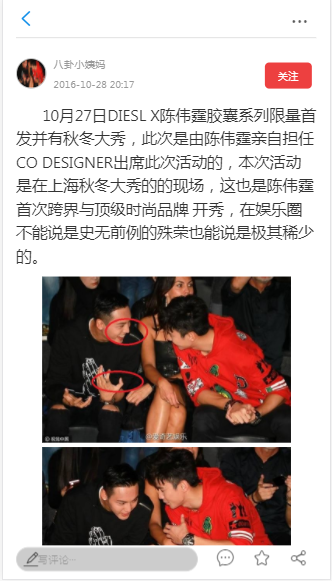 八卦小姨妈
2016-10-28 20:17
关注
10月27日DIESL X陈伟霆胶囊系列限量首
发并有秋冬大秀，此次是由陈伟霆亲自担任
CO DESIGNER出席此次活动的，本次活动
是在上海秋冬大秀的的现场，这也是陈伟霆
首次跨界与顶级时尚品牌 开秀，在娱乐圈
不能说是史无前例的殊荣也能说是极其稀少
的。
写评论···